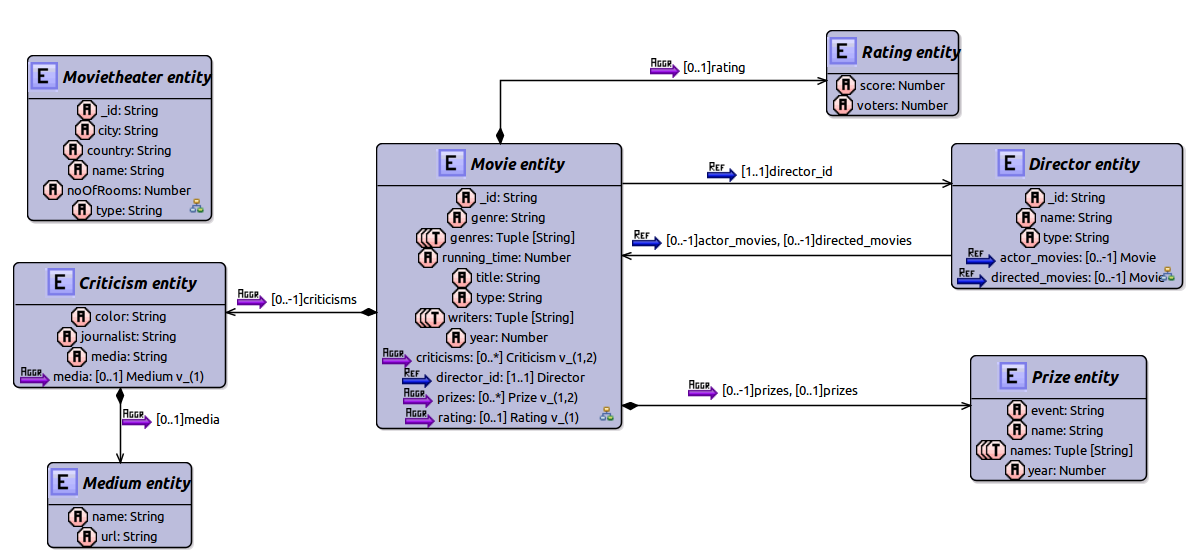 E Movietheater entity
A _id: String
A city: String
A country: String
A name: String
A noOfRooms: Number
A type: String
E Criticism entity
A color: String
A journalist: String
A media: String
AGGR media: [0..1] Medium v_(1)
AGGR [0..1]media
E Medium entity
A name: String
A url: String
AGGR [0..-1]criticisms
AGGR [0..1]rating
E Movie entity
A _id: String
A genre: String
T genres: Tuple [String]
A running_time: Number
A title: String
A type: String
T writers: Tuple [String]
A year: Number
AGGR criticisms: [0..*] Criticism v_(1,2)
REF director_id: [1..1] Director
AGGR prizes: [0..*] Prize v_(1,2)
AGGR rating: [0..1] Rating v_(1)
E Rating entity
A score: Number
A voters: Number
REF [1..1]director_id
REF [0..-1]actor_movies, [0..-1]directed_movies
E Director entity
A _id: String
A name: String
A type: String
REF actor_movies: [0..-1] Movie
REF directed_movies: [0..-1] Movie
AGGR [0..-1]prizes, [0..1]prizes
E Prize entity
A event: String
A name: String
T names: Tuple [String]
A year: Number